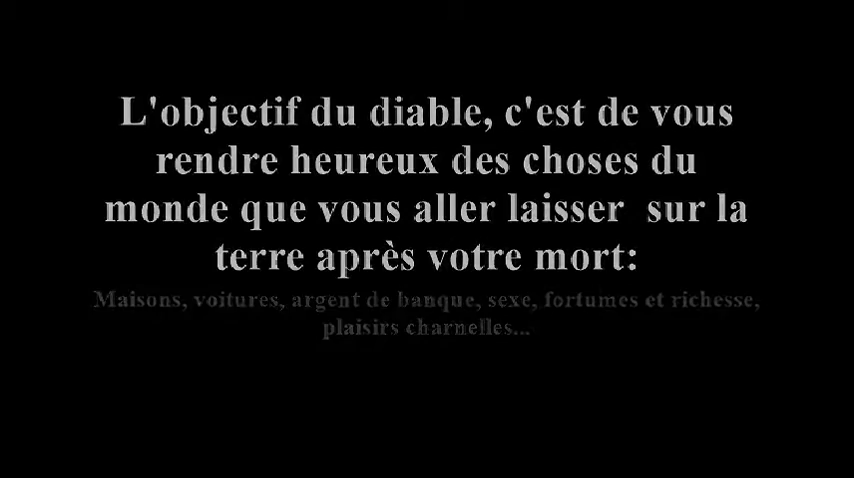 L'objectif du diable, c'est de vous
rendre heureux des choses du
monde que vous aller laisser sur la
terre après votre mort:
Maisons, voitures, argent de banque, sexe, fortumes et richesse,
plaisirs charnelles...